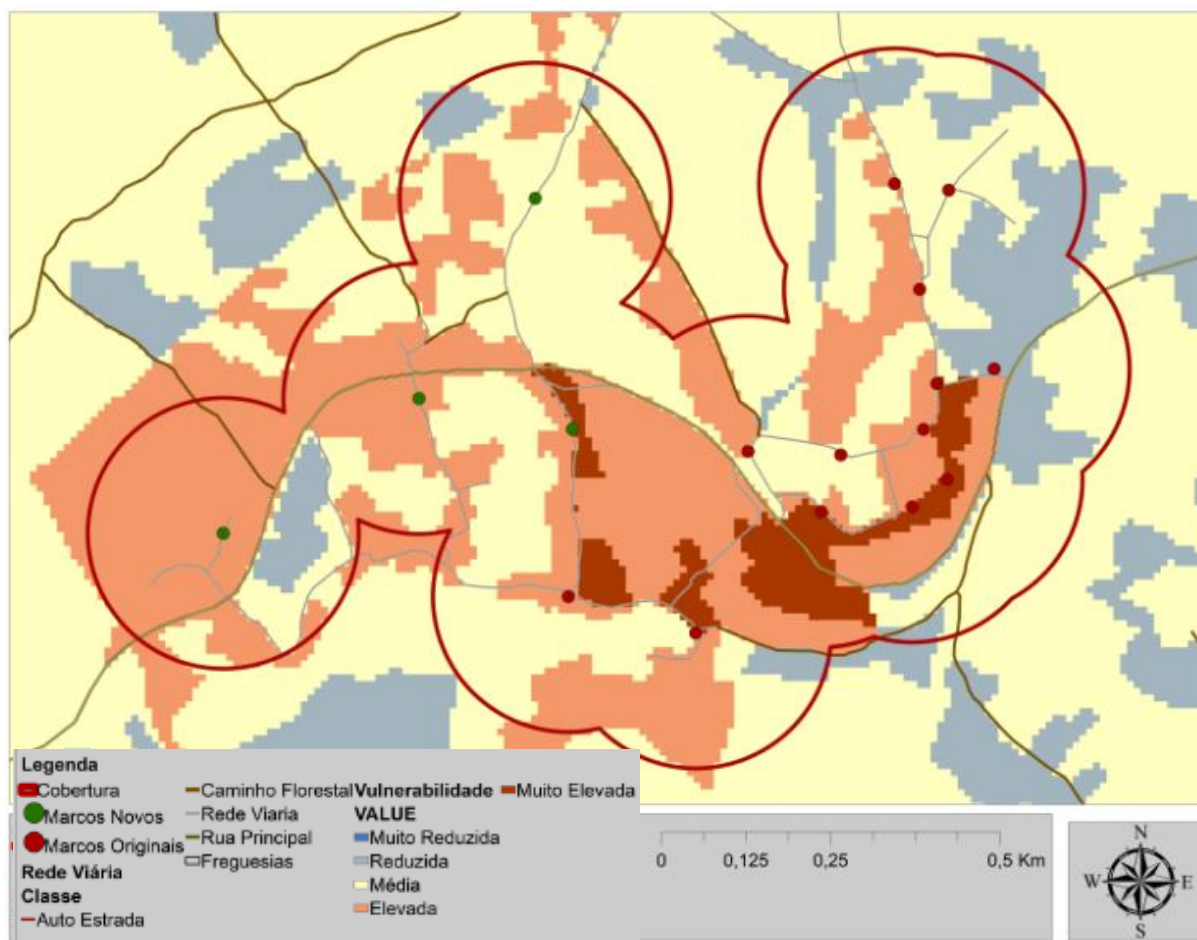 Legenda
Cobertura
Marcos Novos
Marcos Originais
Rede Viária
Classe
Auto Estrada
Caminho Florestal
Rede Viaria
Rua Principal
Freguesias
Vulnerabilidade
VALUE
Muito Reduzida
Reduzida
Média
Elevada
Muito Elevada
0 0,125 0,25 0,5 Km
N
W E
S